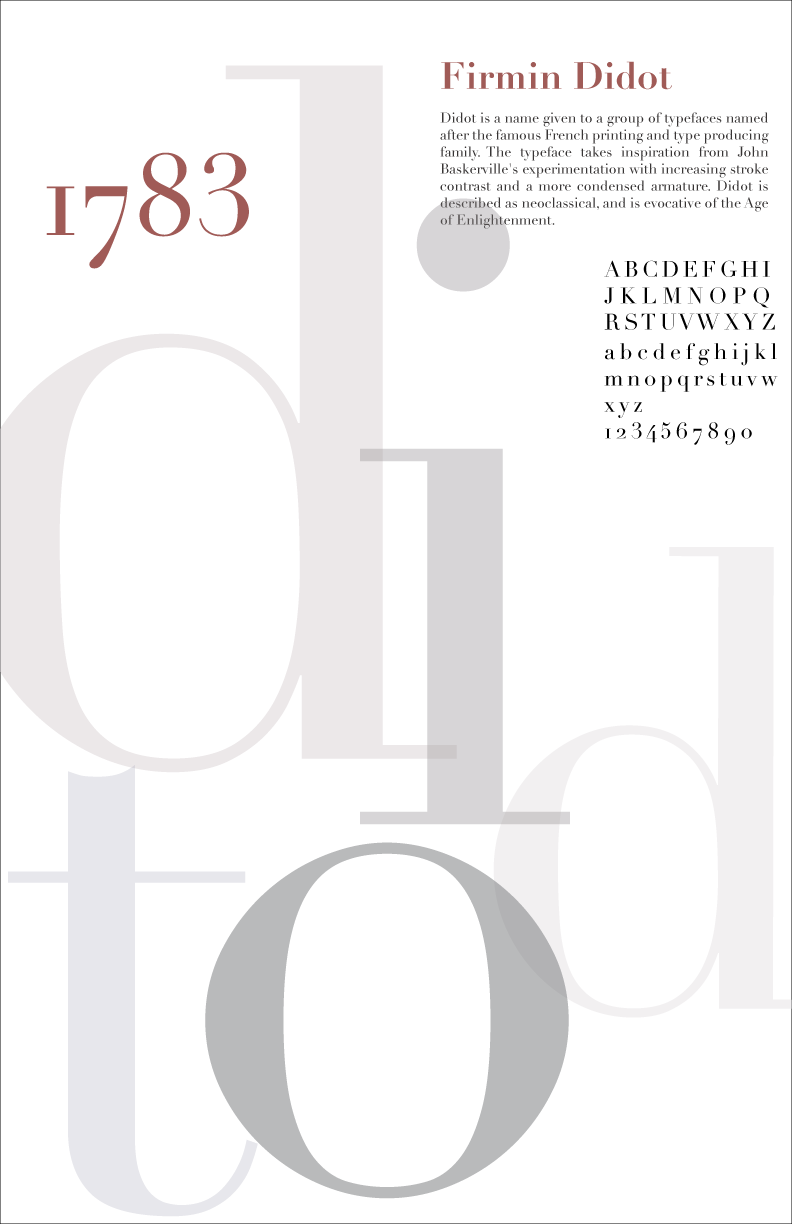 Firmin Didot
Didot is a name given to a group of typefaces named
after the famous French printing and type producing
family. The typeface takes inspiration from John
Baskerville's experimentation with increasing stroke
contrast and a more condensed armature. Didot is
described as neoclassical, and is evocative of the Age
of Enlightenment.
1783
A B C D E F G H I
J K L M N O P Q
R S T U V W X Y Z
a b c d e f g h i j k l
m n o p q r s t u v w
x y z
1 2 3 4 5 6 7 8 9 0
d
i
d
o
t